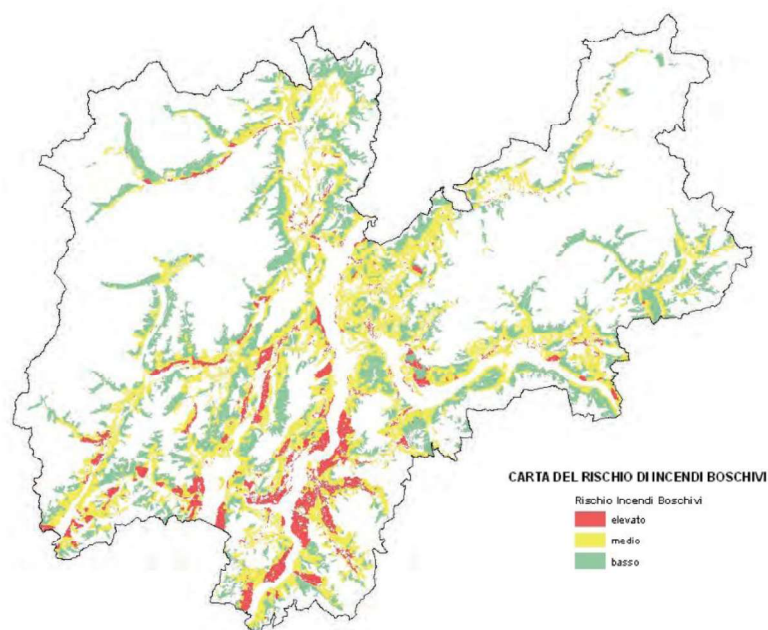 CARTA DEL RISCHIO DI INCENDI BOSCHIVI
Rischio Incendi Boschivi
elevato
medio
basso